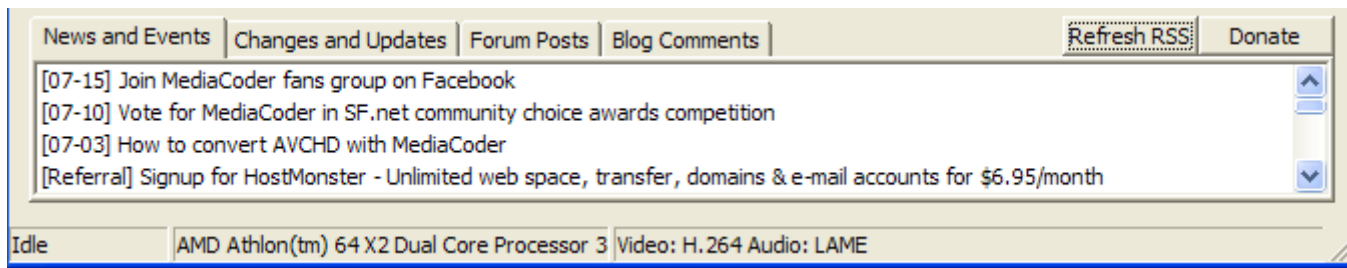 News and Events Changes and Updates Forum Posts Blog Comments Refresh RSS Donate
[07-15] Join MediaCoder fans group on Facebook
[07-10] Vote for MediaCoder in SF.net community choice awards competition
[07-03] How to convert AVCHD with MediaCoder
[Referral] Signup for HostMonster - Unlimited web space, transfer, domains & e-mail accounts for $6.95/month
Idle AMD Athlon(tm) 64 X2 Dual Core Processor 3 Video: H.264 Audio: LAME